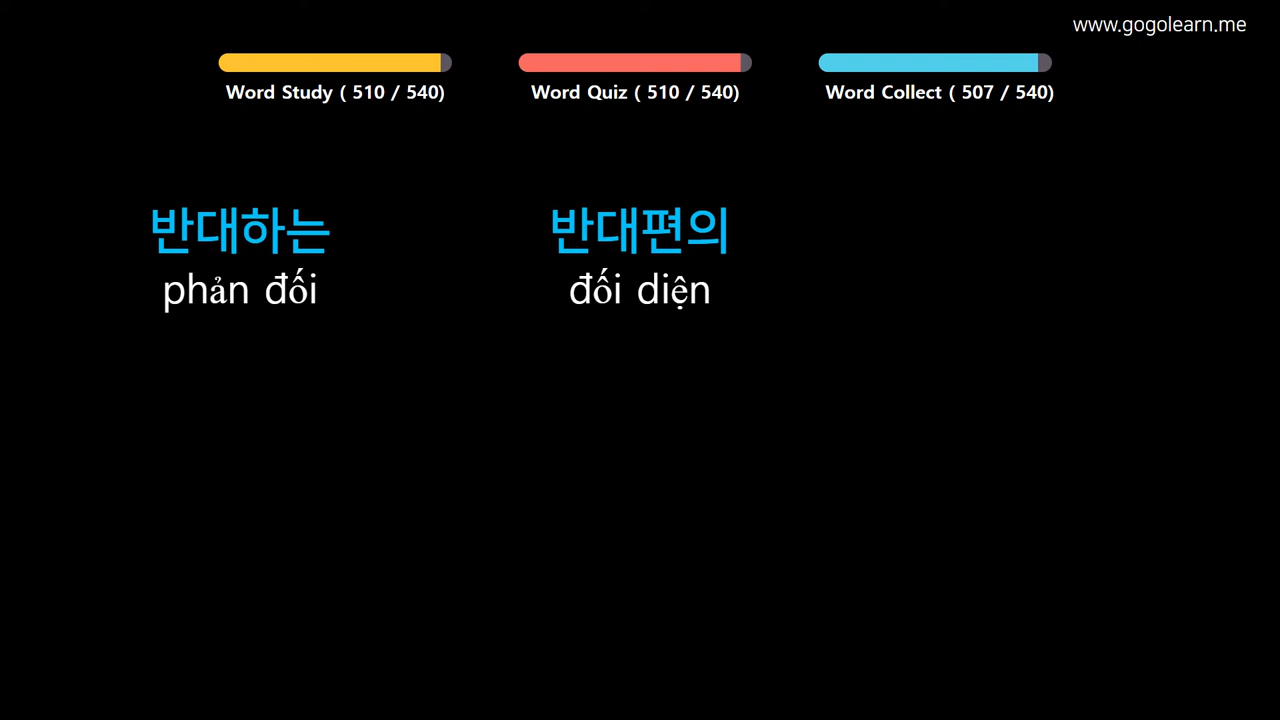 www.gogolearn.me
Word Study ( 510 / 540)
Word Quiz ( 510 / 540)
Word Collect ( 507 / 540)
반대하는
phản đối
반대편의
đối diện